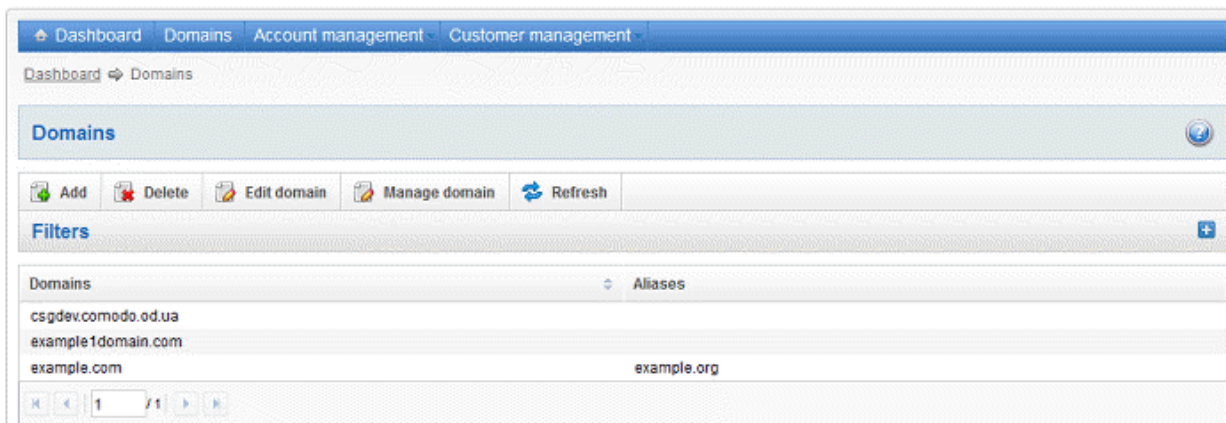 Dashboard Domains Account management Customer management
Dashboard Domains
Domains
Add Delete Edit domain Manage domain Refresh
Filters
Domains Aliases
csgdev.comodo.od.ua
example1domain.com
example.com example.org
1 / 1